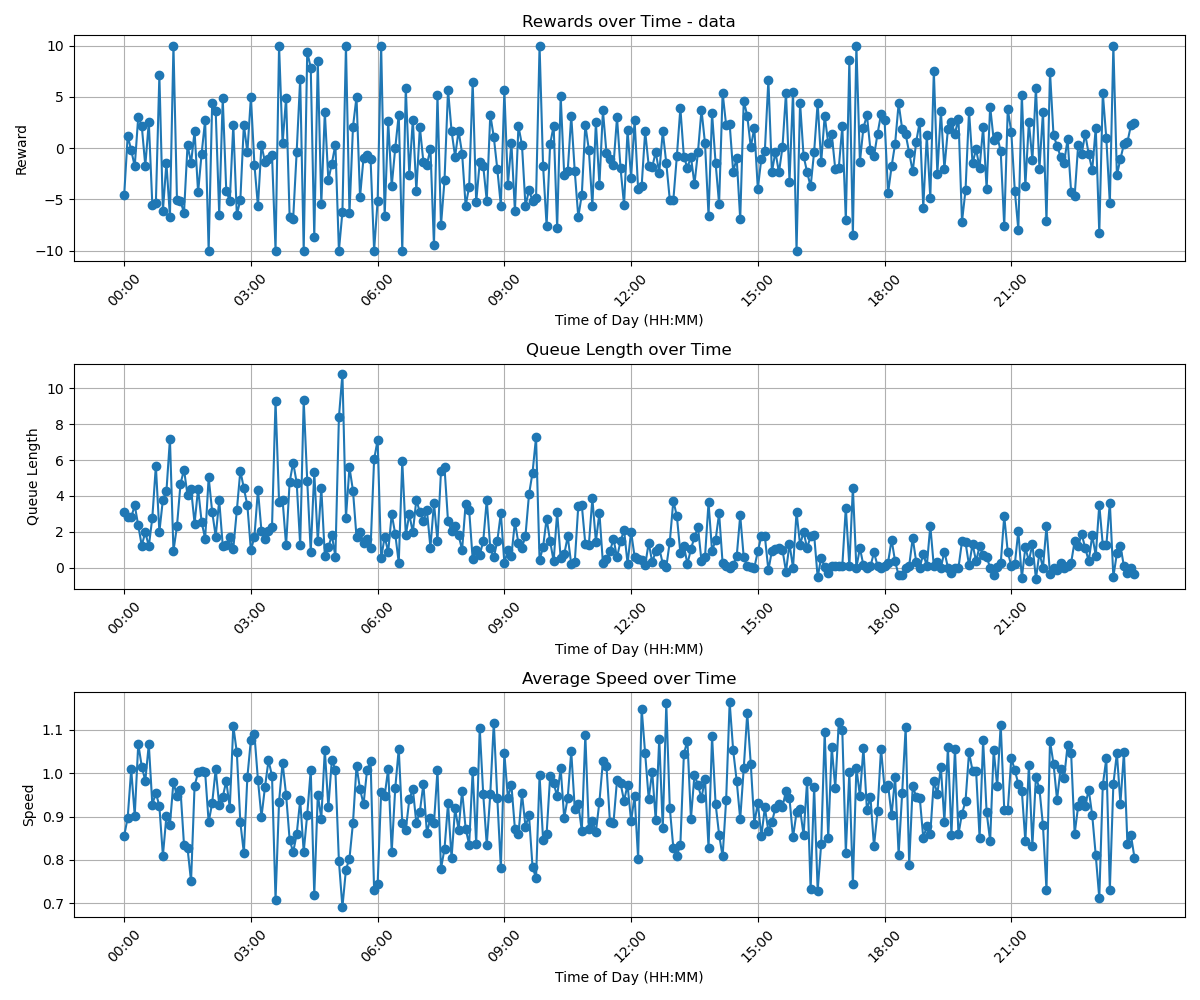 Rewards over Time - data
Reward
10
5
0
−5
−10
00:00 03:00 06:00 09:00 12:00 15:00 18:00 21:00
Time of Day (HH:MM)
Queue Length over Time
Queue Length
10
8
6
4
2
0
00:00 03:00 06:00 09:00 12:00 15:00 18:00 21:00
Time of Day (HH:MM)
Average Speed over Time
Speed
1.1
1.0
0.9
0.8
0.7
00:00 03:00 06:00 09:00 12:00 15:00 18:00 21:00
Time of Day (HH:MM)